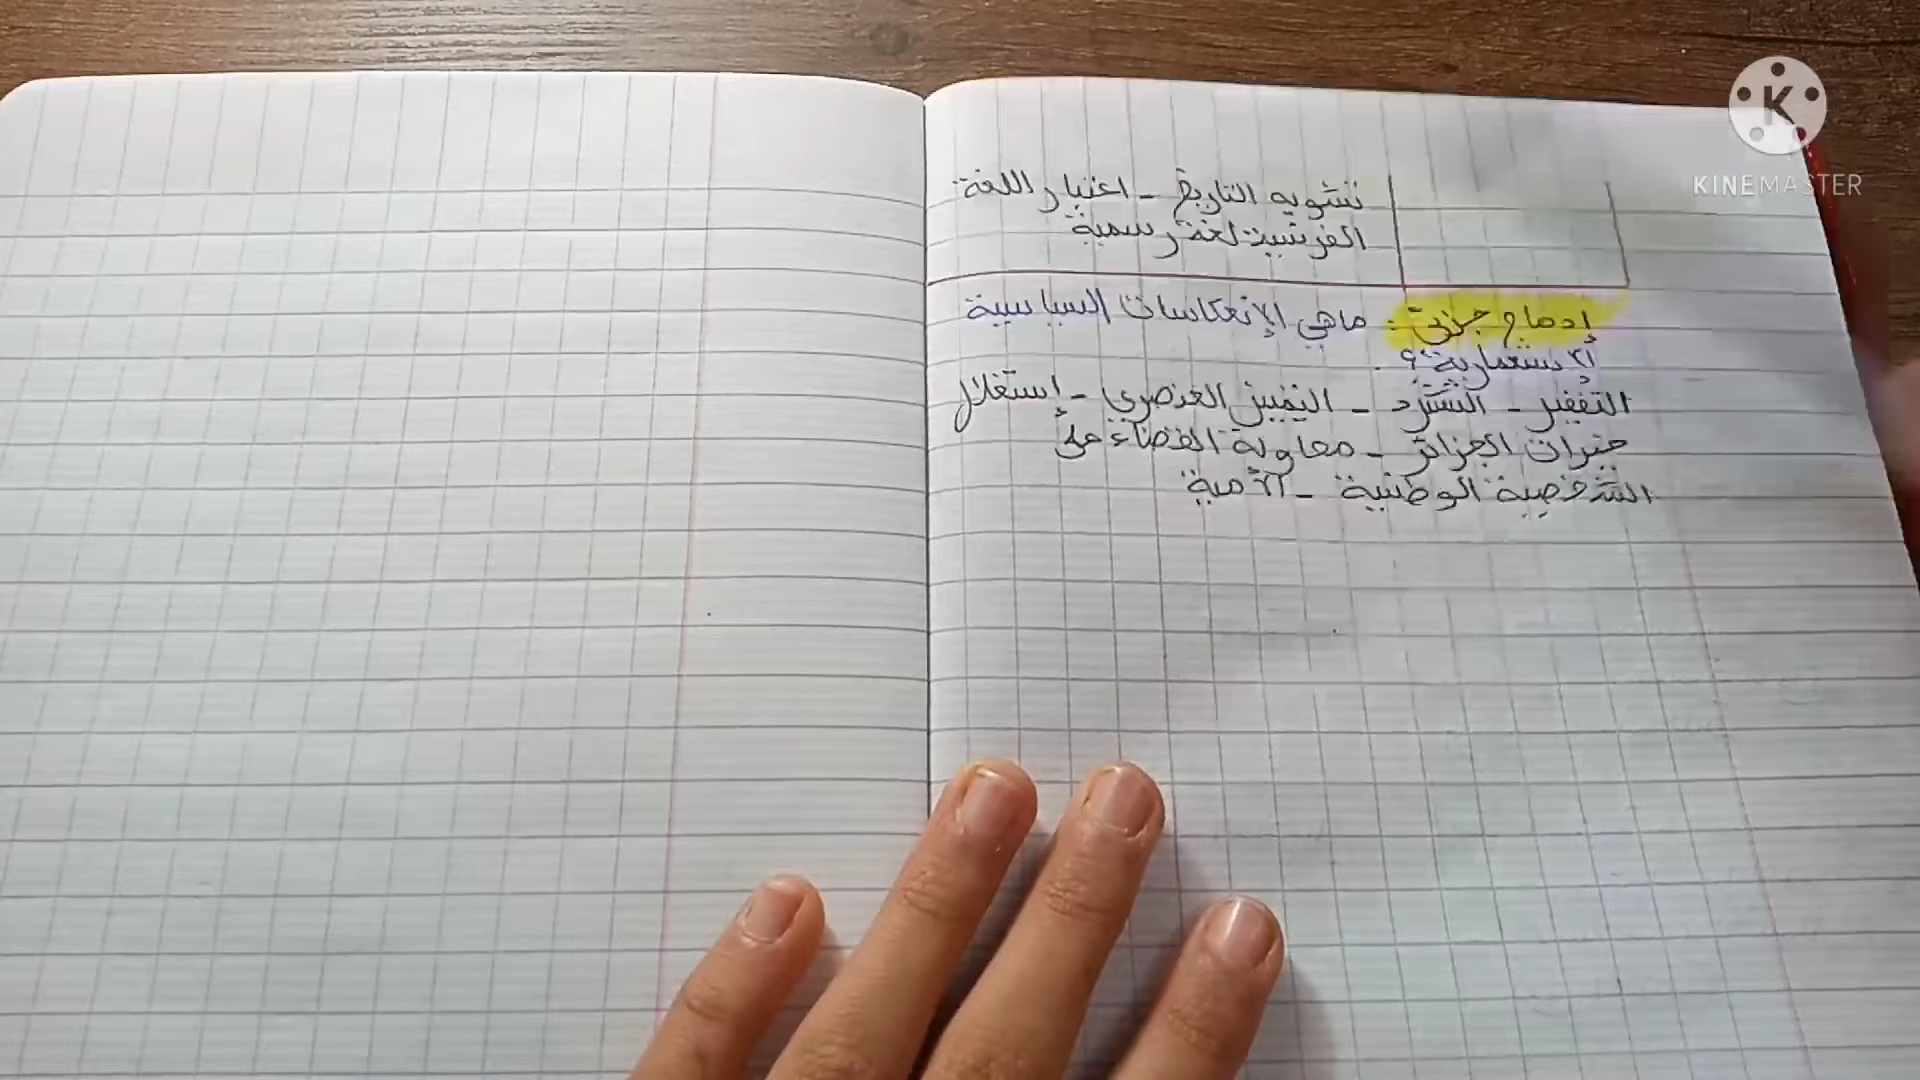 تشويه التاريخ - اعتبار اللغة
الفرنسية لغة رسمية
إدماج جزئي: ماهي الإنعكاسات السياسية
الإستعمارية؟
التفقير - التشرد - التمييز العنصري - إستغلال
خيرات الجزائر - محاولة القضاء على
الشخصية الوطنية - الأمية
KINEMASTER